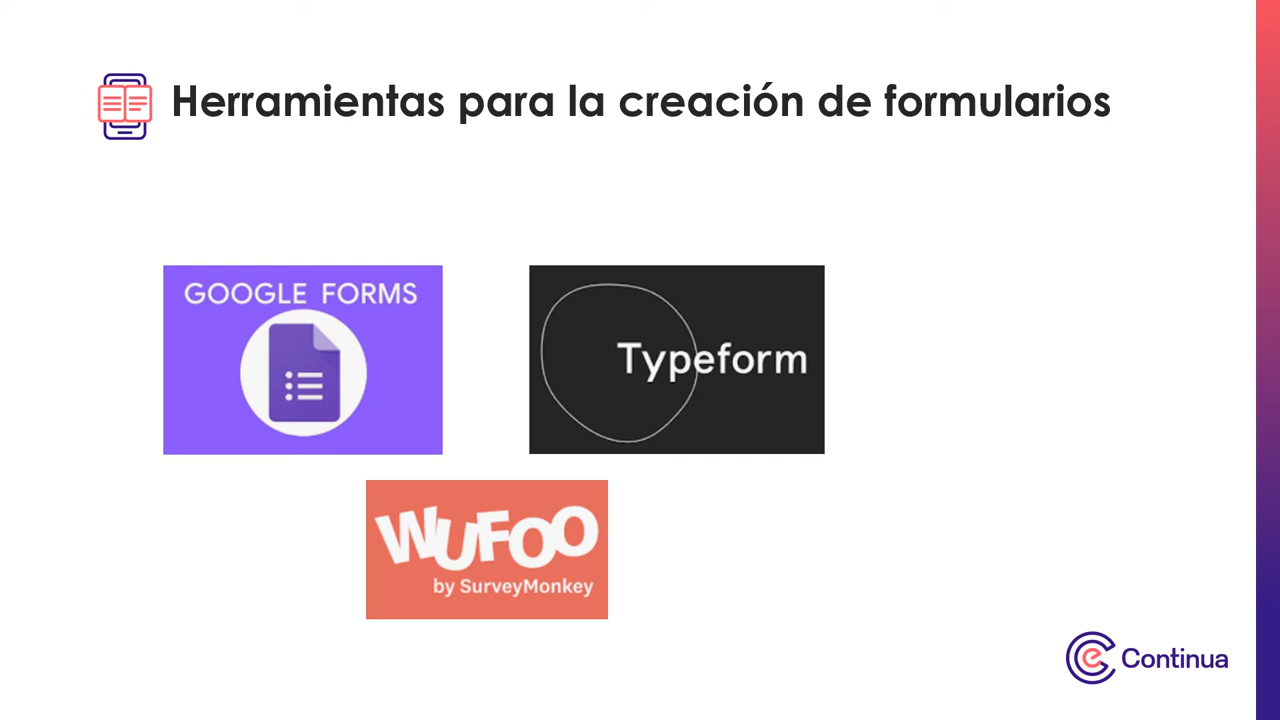 Herramientas para la creación de formularios
GOOGLE FORMS
Typeform
WUFOO
by SurveyMonkey
e Continua